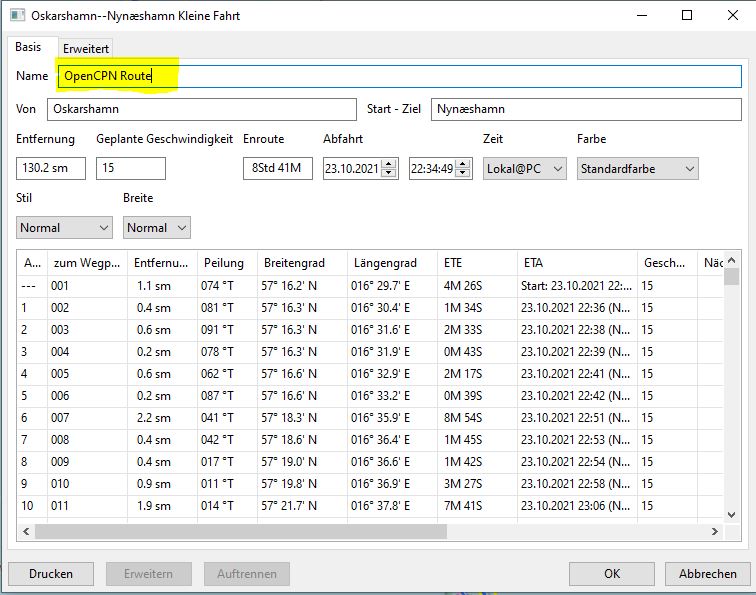 Oskarshamn--Nynæshamn Kleine Fahrt
Basis Erweitert
Name OpenCPN Route
Von Oskarshamn Start - Ziel Nynæshamn
Entfernung Geplante Geschwindigkeit Enroute Abfahrt Zeit Farbe
130.2 sm 15 8Std 41M 23.10.2021 22:34:49 Lokal@PC Standardfarbe
Stil Breite
Normal Normal
A... zum Wegp... Entfernu... Peilung Breitengrad Längengrad ETE ETA Gesch... Näc
--- 001 1.1 sm 074 °T 57° 16.2' N 016° 29.7' E 4M 26S Start: 23.10.2021 22:... 15
1 002 0.4 sm 081 °T 57° 16.3' N 016° 30.4' E 1M 34S 23.10.2021 22:36 (N... 15
2 003 0.6 sm 091 °T 57° 16.3' N 016° 31.6' E 2M 33S 23.10.2021 22:38 (N... 15
3 004 0.2 sm 078 °T 57° 16.3' N 016° 31.9' E 0M 43S 23.10.2021 22:39 (N... 15
4 005 0.6 sm 062 °T 57° 16.6' N 016° 32.9' E 2M 17S 23.10.2021 22:41 (N... 15
5 006 0.2 sm 087 °T 57° 16.6' N 016° 33.2' E 0M 39S 23.10.2021 22:42 (N... 15
6 007 2.2 sm 041 °T 57° 18.3' N 016° 35.9' E 8M 54S 23.10.2021 22:51 (N... 15
7 008 0.4 sm 042 °T 57° 18.6' N 016° 36.4' E 1M 45S 23.10.2021 22:53 (N... 15
8 009 0.4 sm 017 °T 57° 19.0' N 016° 36.6' E 1M 42S 23.10.2021 22:54 (N... 15
9 010 0.9 sm 011 °T 57° 19.8' N 016° 36.9' E 3M 27S 23.10.2021 22:58 (N... 15
10 011 1.9 sm 014 °T 57° 21.7' N 016° 37.8' E 7M 41S 23.10.2021 23:06 (N... 15
Drucken Erweitern Auftrennen OK Abbrechen